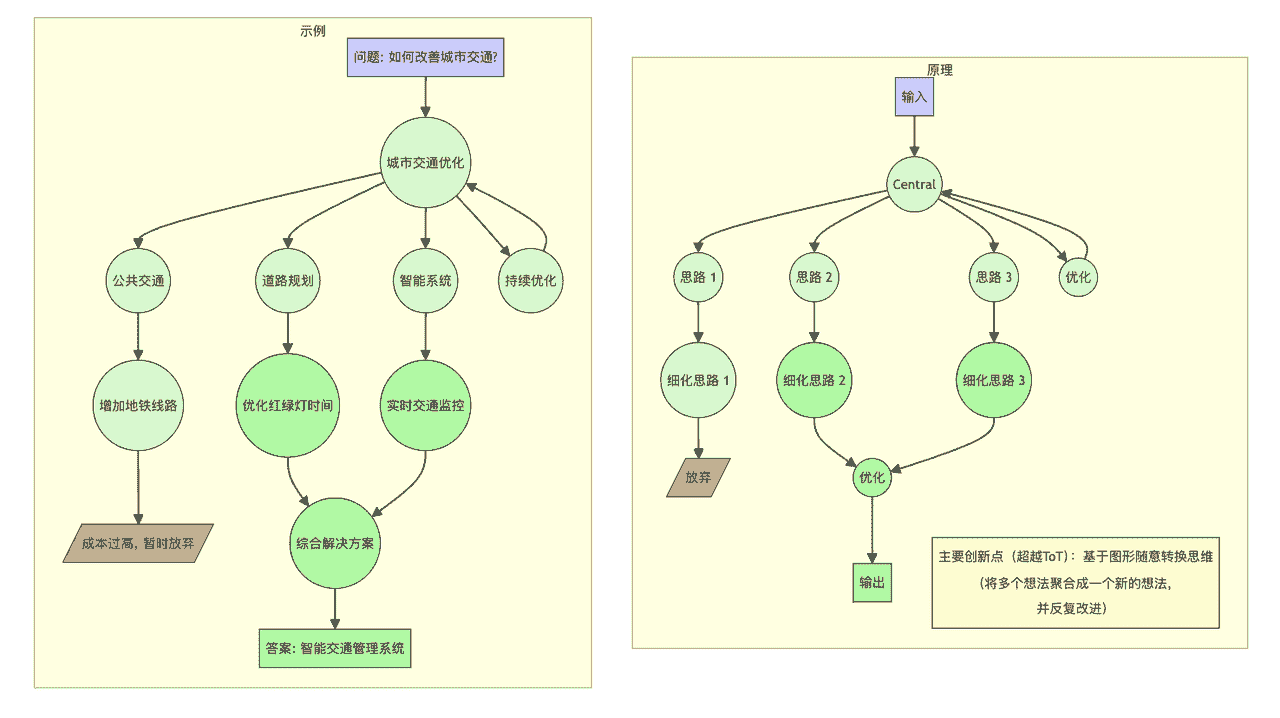 示例
问题: 如何改善城市交通?
城市交通优化
公共交通
道路规划
智能系统
持续优化
增加地铁线路
优化红绿灯时间
实时交通监控
成本过高, 暂时放弃
综合解决方案
答案: 智能交通管理系统
原理
输入
Central
思路 1
思路 2
思路 3
优化
细化思路 1
细化思路 2
细化思路 3
放弃
优化
输出
主要创新点（超越ToT）：基于图形随意转换思维
（将多个想法聚合成一个新的想法,
并反复改进）